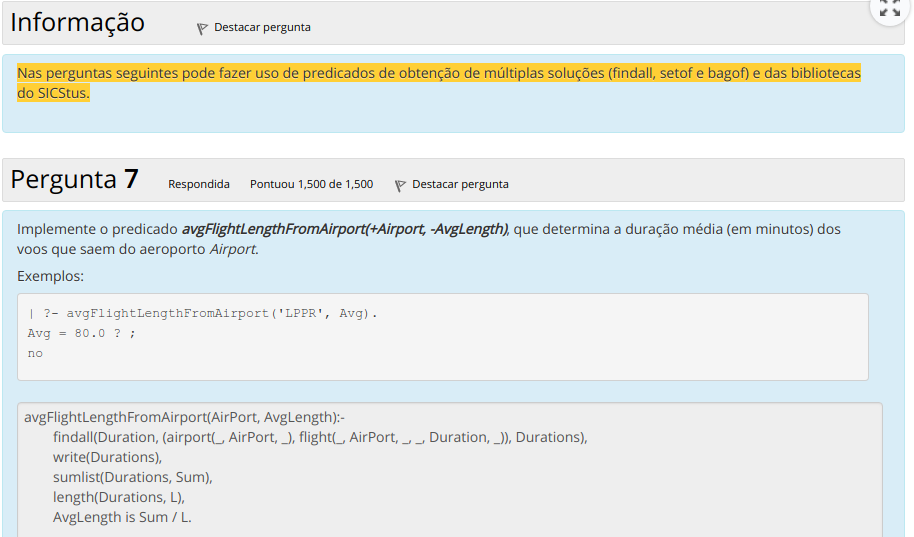 Informação
Destacar pergunta
Nas perguntas seguintes pode fazer uso de predicados de obtenção de múltiplas soluções (findall, setof e bagof) e das bibliotecas
do SICStus.
Pergunta 7
Respondida
Pontuou 1,500 de 1,500
Destacar pergunta
Implemente o predicado avgFlightLengthFromAirport(+Airport, -AvgLength), que determina a duração média (em minutos) dos
voos que saem do aeroporto Airport.
Exemplos:
| ?- avgFlightLengthFromAirport('LPPR', Avg).
Avg = 80.0 ? ;
no
avgFlightLengthFromAirport(AirPort, AvgLength):-
findall(Duration, (airport(_, AirPort, _), flight(_, AirPort, _, _, Duration, _)), Durations),
write(Durations),
sumlist(Durations, Sum),
length(Durations, L),
AvgLength is Sum / L.